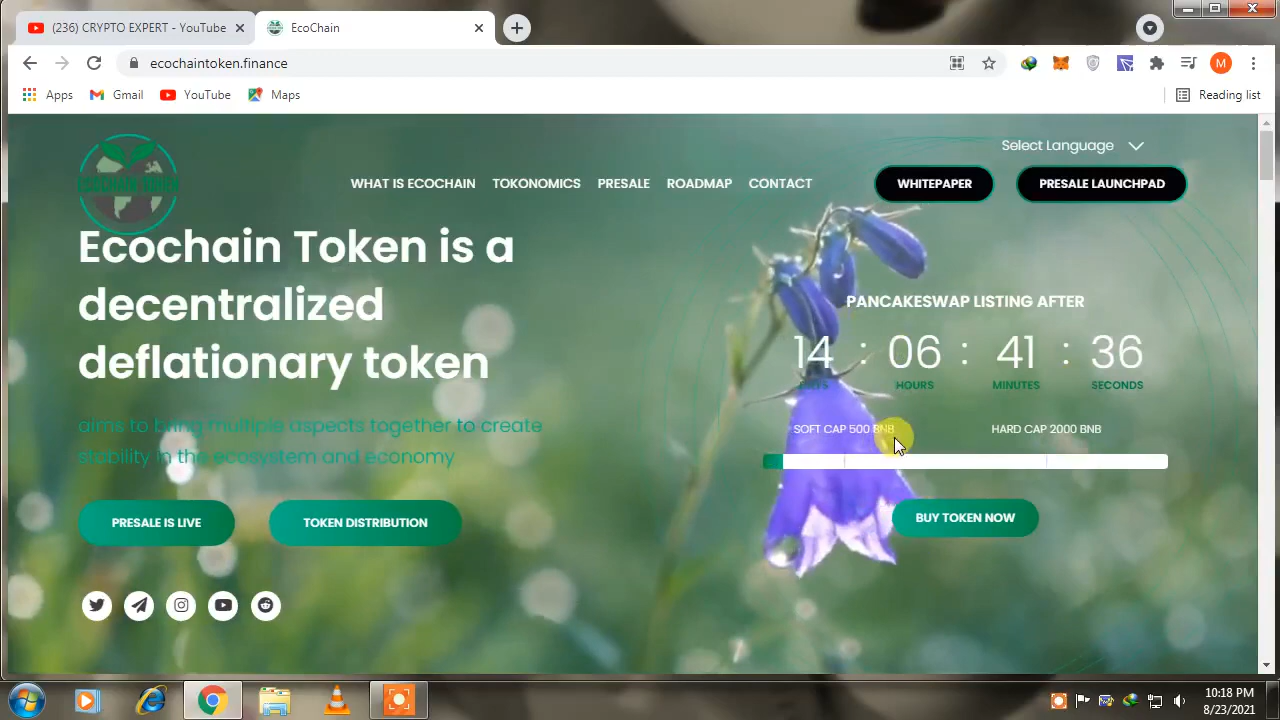 (236) CRYPTO EXPERT - YouTube
EcoChain
ecochaintoken.finance
M
Apps
Gmail
YouTube
Maps
Reading list
Select Language
ECOCHAIN TOKEN
WHAT IS ECOCHAIN
TOKONOMICS
PRESALE
ROADMAP
CONTACT
WHITEPAPER
PRESALE LAUNCHPAD
Ecochain Token is a
decentralized
deflationary token
aims to bring multiple aspects together to create
stability in the ecosystem and economy
PRESALE IS LIVE
TOKEN DISTRIBUTION
PANCAKESWAP LISTING AFTER
14 : 06 : 41 : 36
DAYS HOURS MINUTES SECONDS
SOFT CAP 500 BNB
HARD CAP 2000 BNB
BUY TOKEN NOW
10:18 PM
8/23/2021